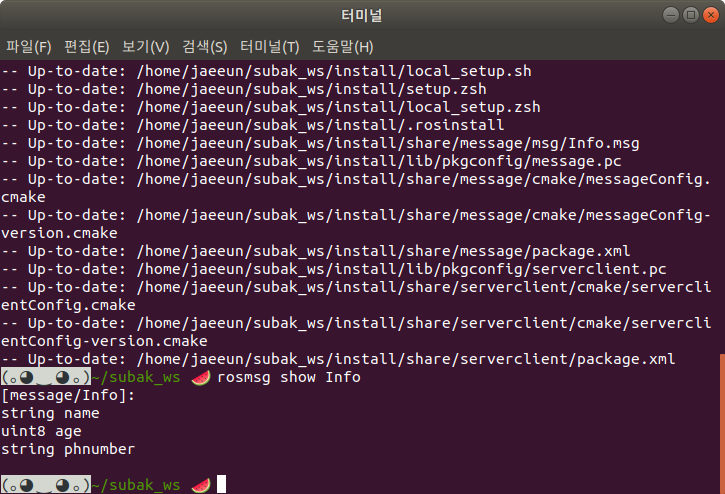 터미널
파일(F) 편집(E) 보기(V) 검색(S) 터미널(T) 도움말(H)
-- Up-to-date: /home/jaeeun/subak_ws/install/local_setup.sh
-- Up-to-date: /home/jaeeun/subak_ws/install/setup.zsh
-- Up-to-date: /home/jaeeun/subak_ws/install/local_setup.zsh
-- Up-to-date: /home/jaeeun/subak_ws/install/.rosinstall
-- Up-to-date: /home/jaeeun/subak_ws/install/share/message/msg/Info.msg
-- Up-to-date: /home/jaeeun/subak_ws/install/lib/pkgconfig/message.pc
-- Up-to-date: /home/jaeeun/subak_ws/install/share/message/cmake/messageConfig.
cmake
-- Up-to-date: /home/jaeeun/subak_ws/install/share/message/cmake/messageConfig-
version.cmake
-- Up-to-date: /home/jaeeun/subak_ws/install/share/message/package.xml
-- Up-to-date: /home/jaeeun/subak_ws/install/lib/pkgconfig/serverclient.pc
-- Up-to-date: /home/jaeeun/subak_ws/install/share/serverclient/cmake/servercli
entConfig.cmake
-- Up-to-date: /home/jaeeun/subak_ws/install/share/serverclient/cmake/servercli
entConfig-version.cmake
-- Up-to-date: /home/jaeeun/subak_ws/install/share/serverclient/package.xml
(｡◕‿◕｡)~/subak_ws 🍉 rosmsg show Info
[message/Info]:
string name
uint8 age
string phnumber
(｡◕‿◕｡)~/subak_ws 🍉